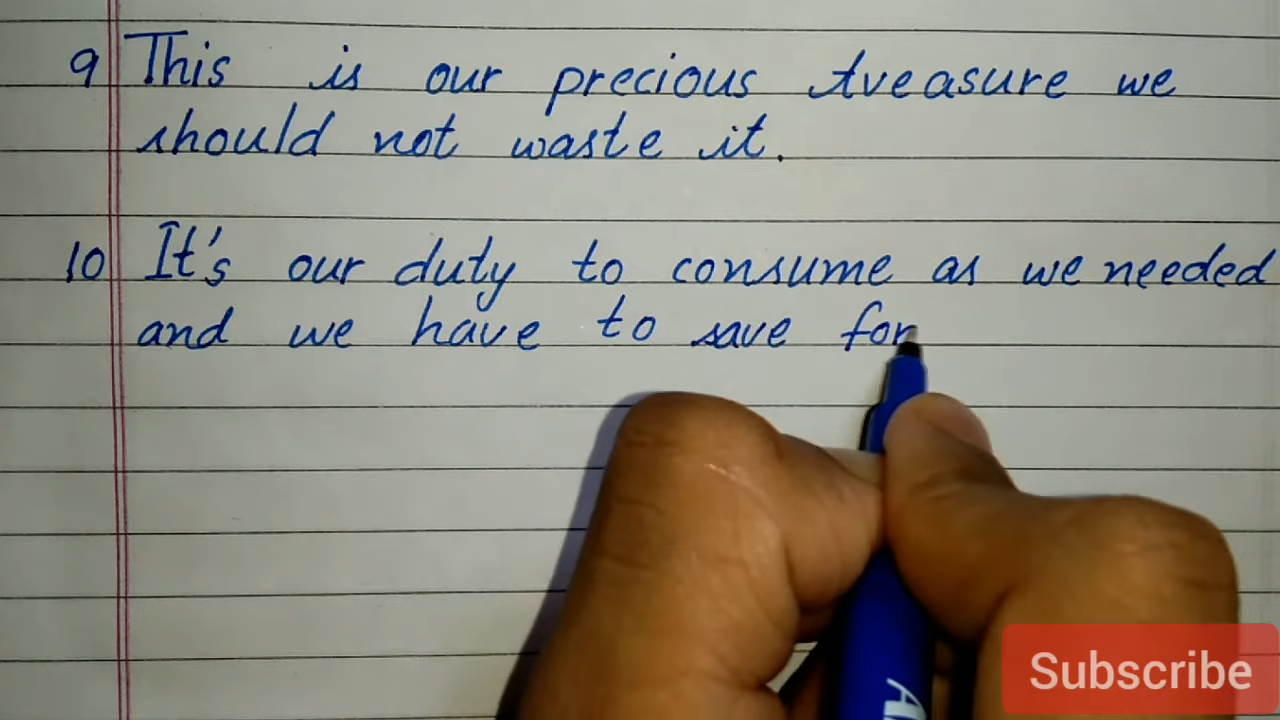 9 This is our precious treasure we
should not waste it.
10 It's our duty to consume as we needed
and we have to save for
Subscribe